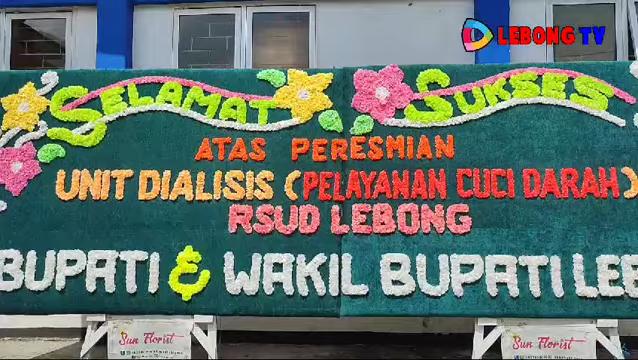 LEBONG TV
SELAMAT SUKSES
ATAS PERESMIAN
UNIT DIALISIS (PELAYANAN CUCI DARAH)
RSUD LEBONG
BUPATI & WAKIL BUPATI LEB
Sun Florist Sun Florist